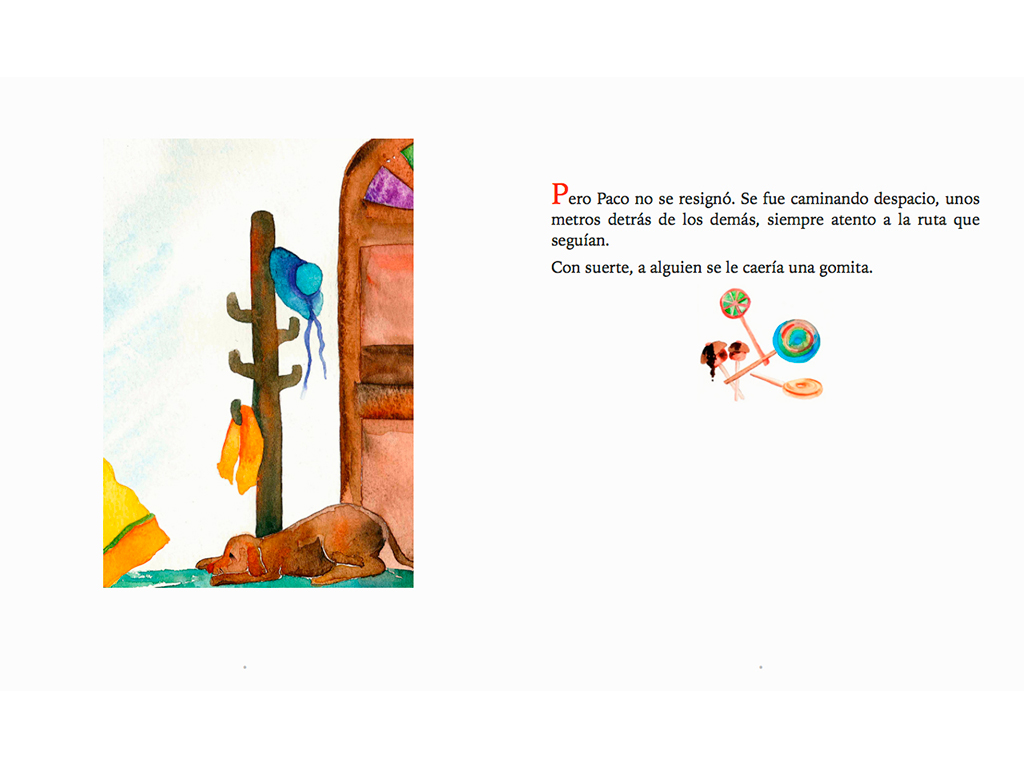 Pero Paco no se resignó. Se fue caminando despacio, unos
metros detrás de los demás, siempre atento a la ruta que
seguían.
Con suerte, a alguien se le caería una gomita.